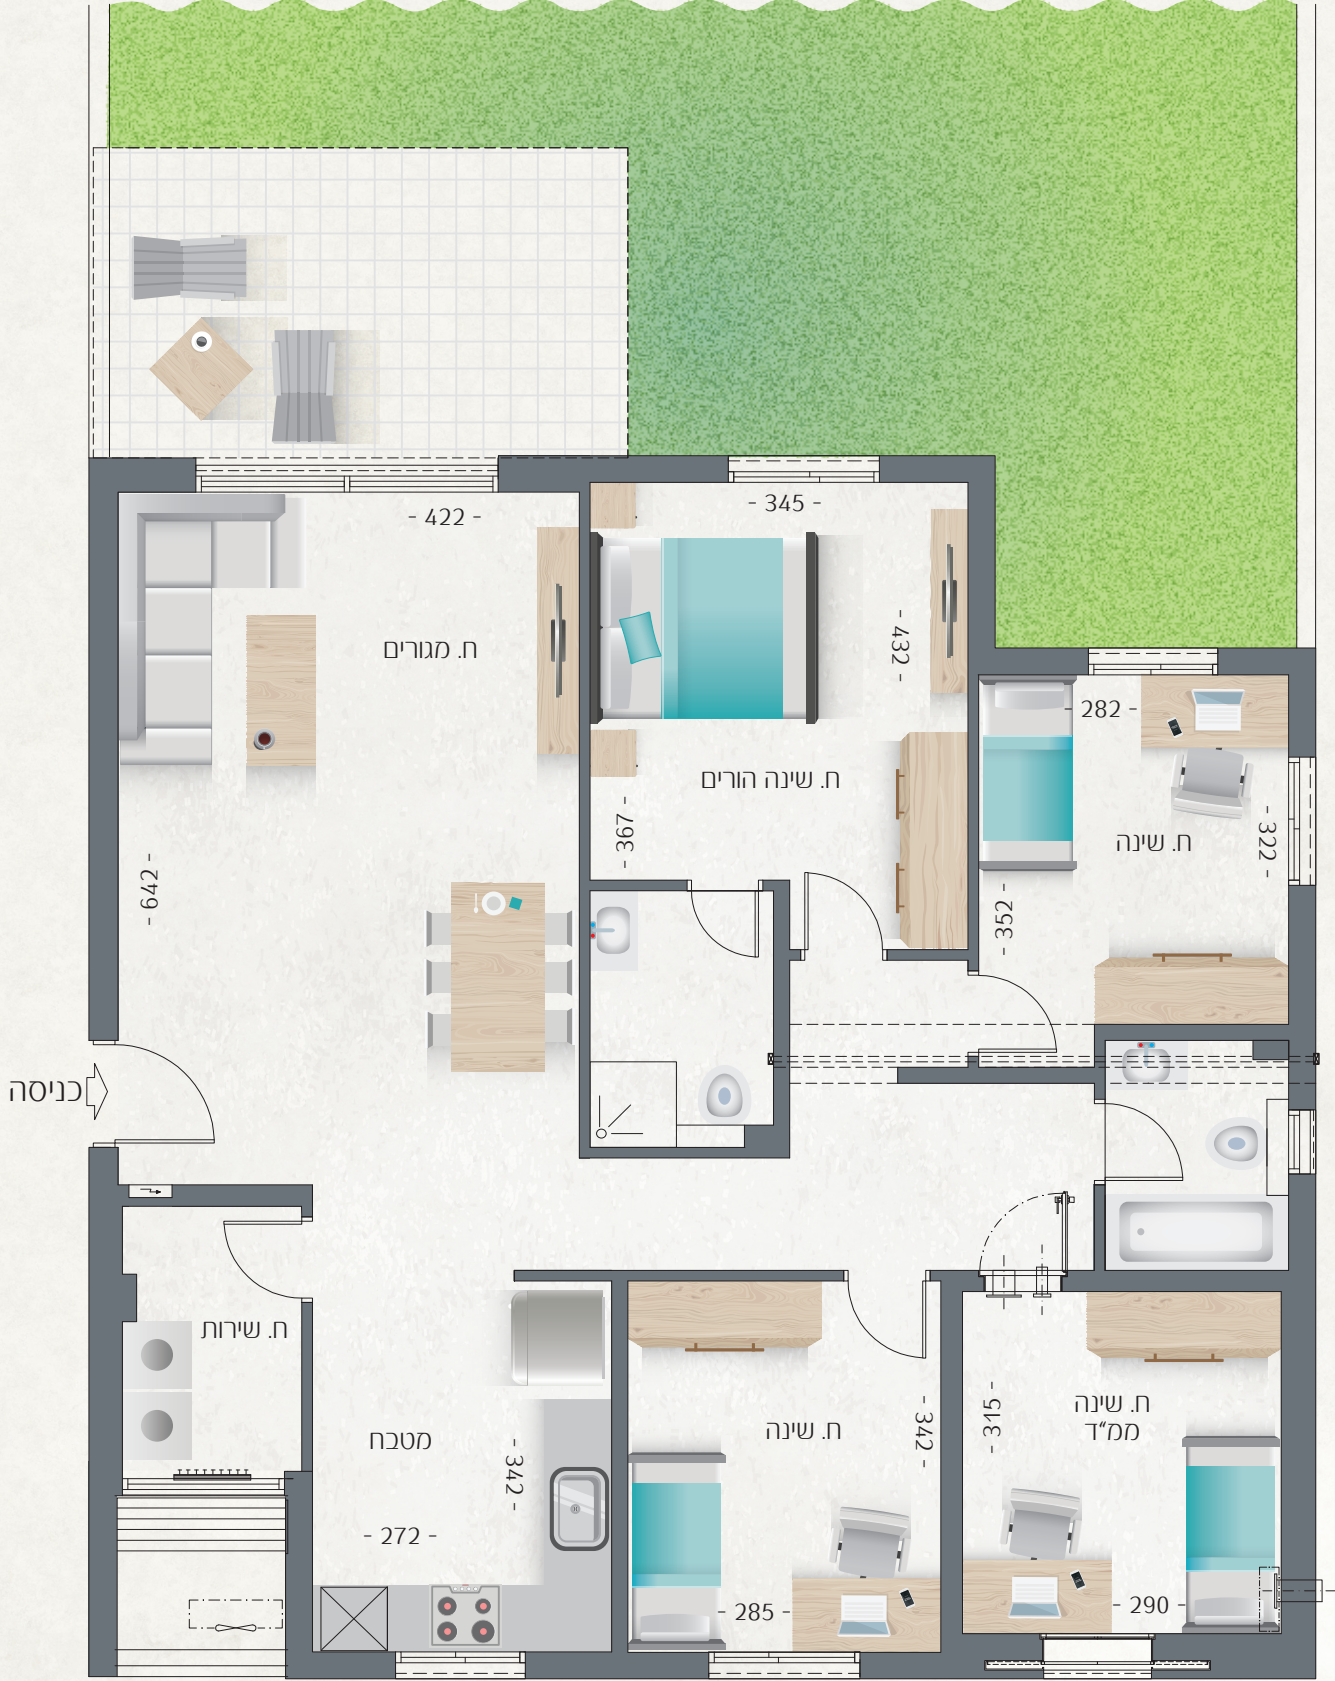 - 422 -
- 345 -
ח. מגורים
- 432 -
- 282 -
ח. שינה הורים
- 367 -
ח. שינה
- 322 -
- 642 -
- 352 -
כניסה
ח. שירות
מטבח
- 342 -
- 272 -
ח. שינה
- 342 -
- 285 -
- 315 -
ח. שינה
ממ"ד
- 290 -